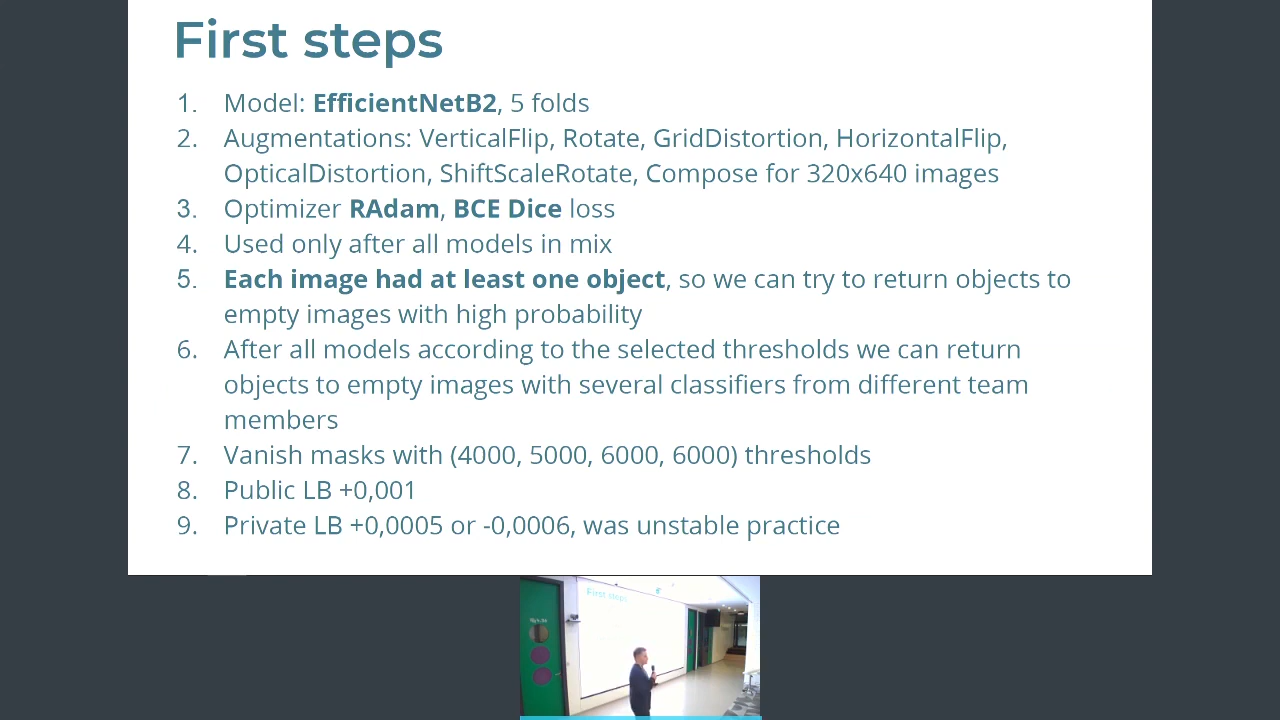 First steps
1. Model: EfficientNetB2, 5 folds
2. Augmentations: VerticalFlip, Rotate, GridDistortion, HorizontalFlip,
OpticalDistortion, ShiftScaleRotate, Compose for 320x640 images
3. Optimizer RAdam, BCE Dice loss
4. Used only after all models in mix
5. Each image had at least one object, so we can try to return objects to
empty images with high probability
6. After all models according to the selected thresholds we can return
objects to empty images with several classifiers from different team
members
7. Vanish masks with (4000, 5000, 6000, 6000) thresholds
8. Public LB +0,001
9. Private LB +0,0005 or -0,0006, was unstable practice
First steps